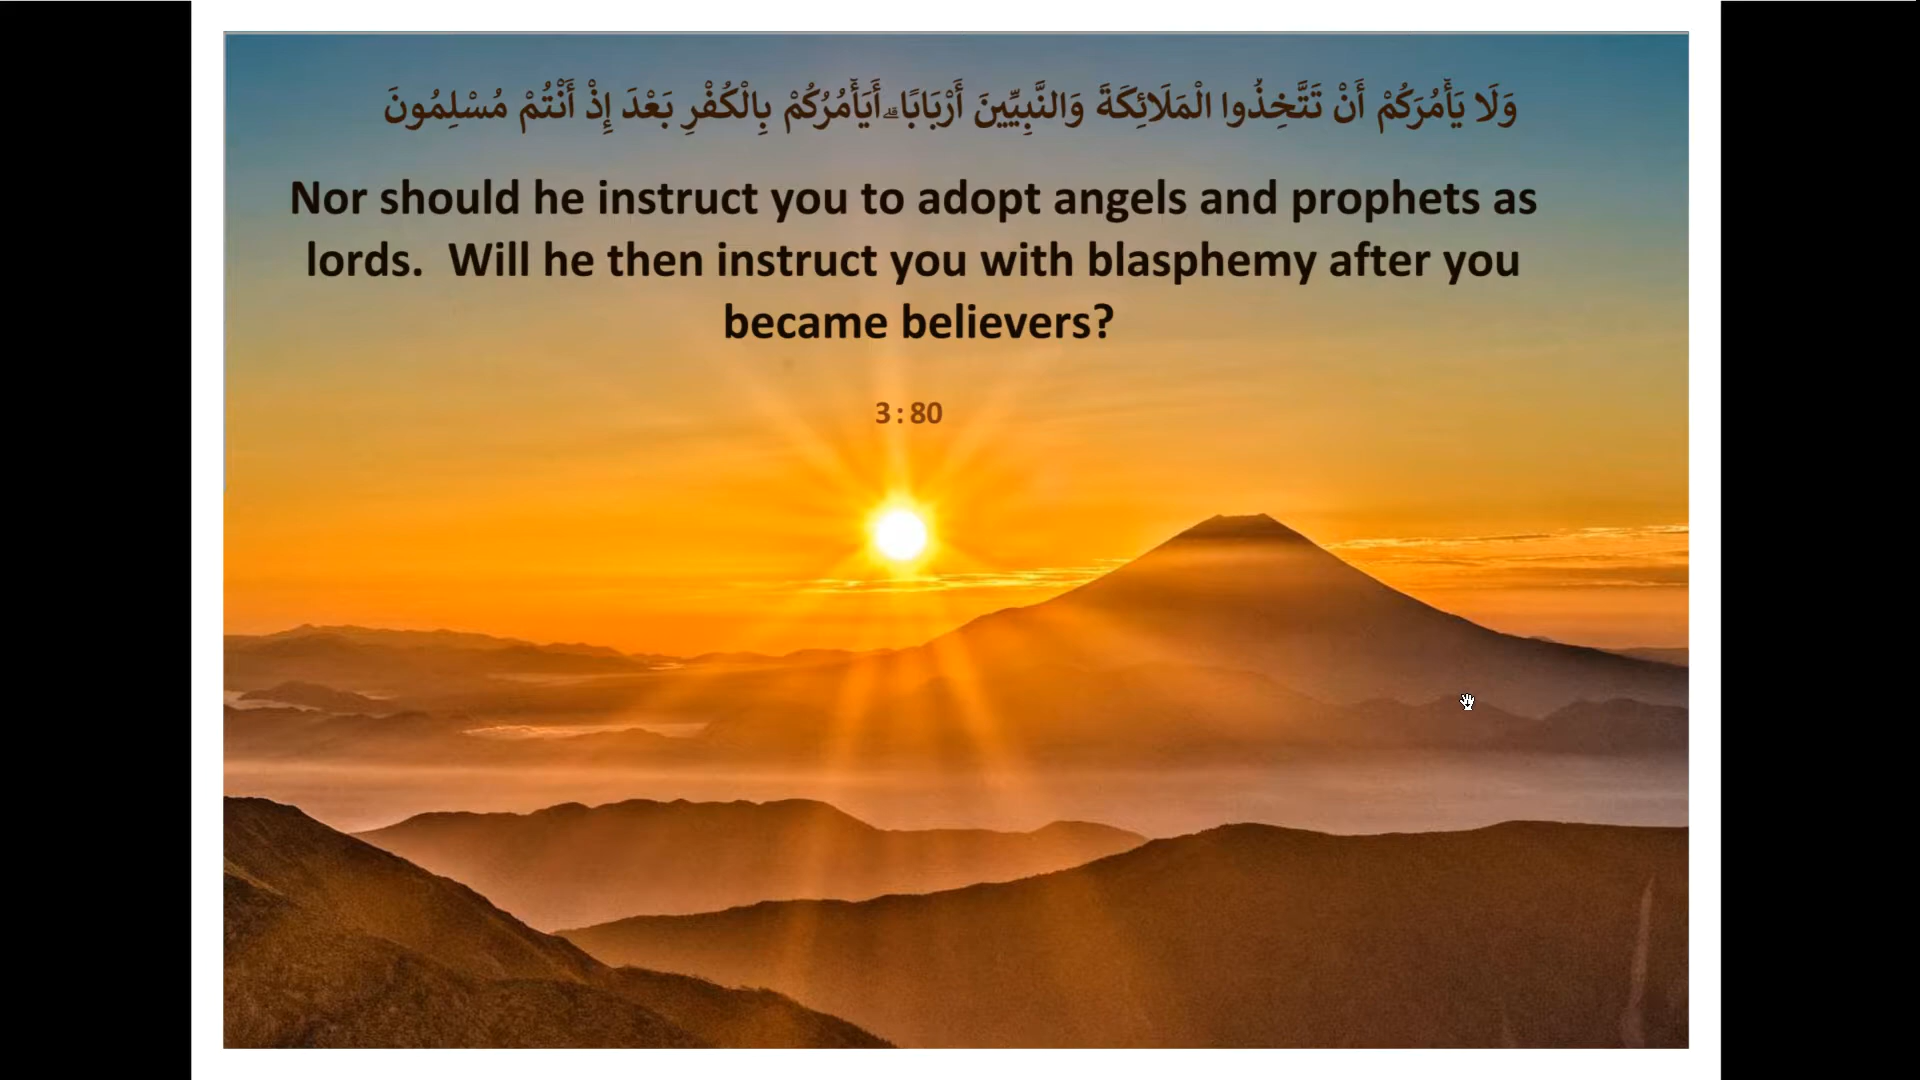 وَلَا يَأْمُرَكُمْ أَنْ تَتَّخِذُوا الْمَلَائِكَةَ وَالنَّبِيِّينَ أَرْبَابًا ۗ أَيَأْمُرُكُمْ بِالْكُفْرِ بَعْدَ إِذْ أَنْتُمْ مُسْلِمُونَ
Nor should he instruct you to adopt angels and prophets as
lords.  Will he then instruct you with blasphemy after you
became believers?
3 : 80